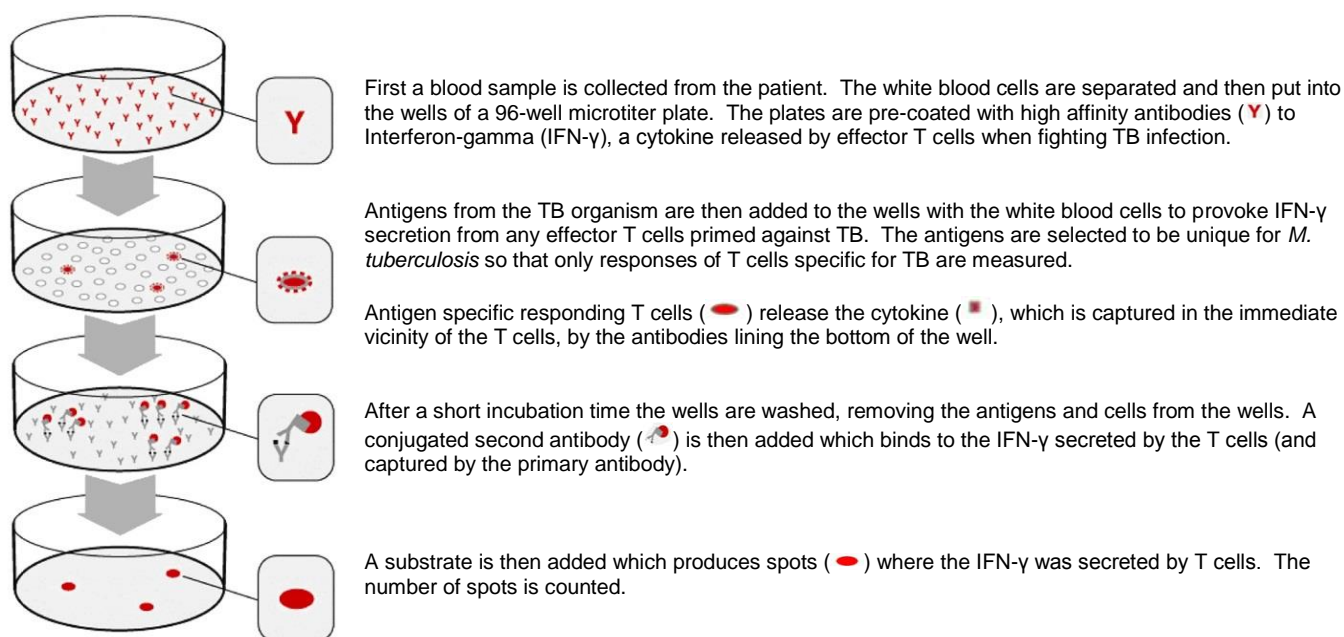 First a blood sample is collected from the patient.  The white blood cells are separated and then put into
the wells of a 96-well microtiter plate.  The plates are pre-coated with high affinity antibodies (Y) to
Interferon-gamma (IFN-γ), a cytokine released by effector T cells when fighting TB infection.
Y
Antigens from the TB organism are then added to the wells with the white blood cells to provoke IFN-γ
secretion from any effector T cells primed against TB.  The antigens are selected to be unique for M.
tuberculosis so that only responses of T cells specific for TB are measured.
Antigen specific responding T cells ( ) release the cytokine ( ), which is captured in the immediate
vicinity of the T cells, by the antibodies lining the bottom of the well.
After a short incubation time the wells are washed, removing the antigens and cells from the wells.  A
conjugated second antibody ( ) is then added which binds to the IFN-γ secreted by the T cells (and
captured by the primary antibody).
A substrate is then added which produces spots ( ) where the IFN-γ was secreted by T cells.  The
number of spots is counted.